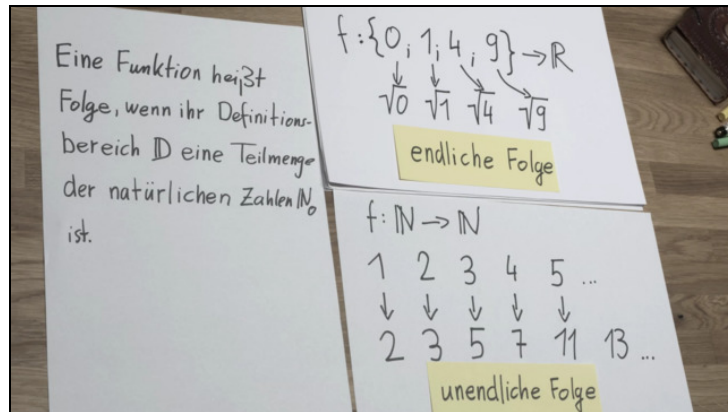 Eine Funktion heißt
Folge, wenn ihr Definitions-
bereich 𝔻 eine Teilmenge
der natürlichen Zahlen ℕ₀
ist.
f:{0,1,4,9}→ℝ
↓ ↓ ↘ ↘
√0 √1 √4 √9
endliche Folge
f:ℕ→ℕ
1 2 3 4 5 ...
↓ ↓ ↓ ↓ ↓
2 3 5 7 11 13 ...
unendliche Folge